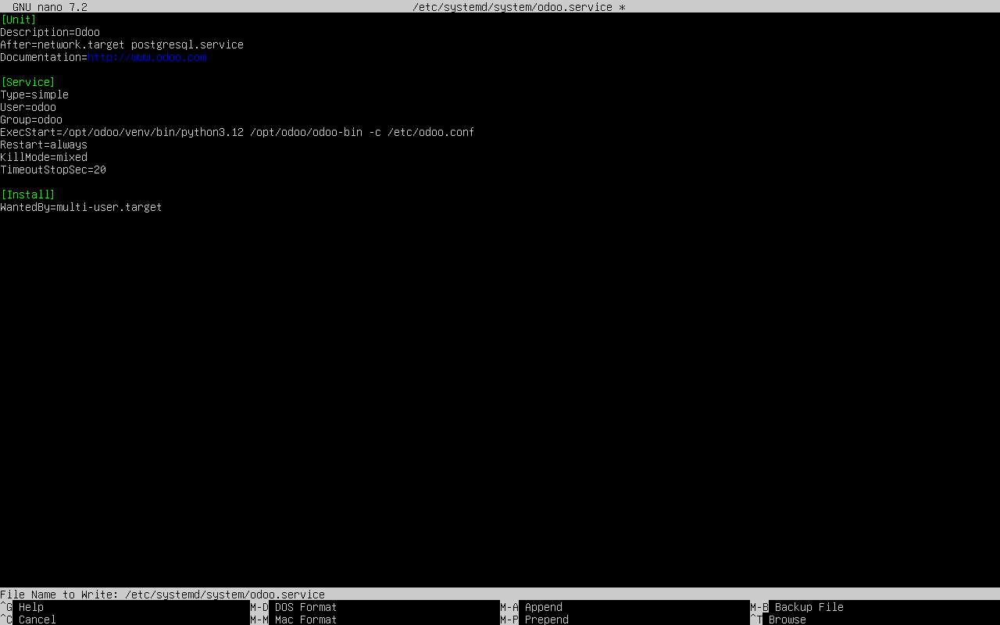 GNU nano 7.2 /etc/systemd/system/odoo.service *
[Unit]
Description=Odoo
After=network.target postgresql.service
Documentation=http://www.odoo.com
[Service]
Type=simple
User=odoo
Group=odoo
ExecStart=/opt/odoo/venv/bin/python3.12 /opt/odoo/odoo-bin -c /etc/odoo.conf
Restart=always
KillMode=mixed
TimeoutStopSec=20
[Install]
WantedBy=multi-user.target
File Name to Write: /etc/systemd/system/odoo.service
^G Help M-D DOS Format M-A Append M-B Backup File
^C Cancel M-M Mac Format M-P Prepend ^T Browse